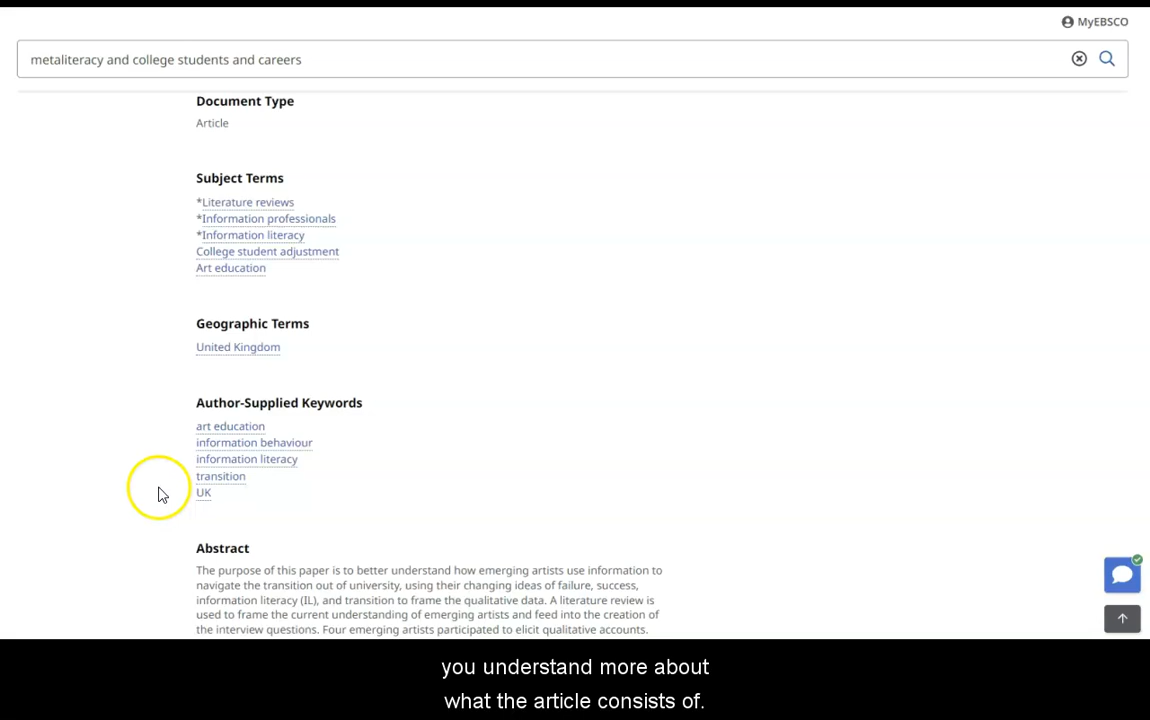 MyEBSCO
metaliteracy and college students and careers
Document Type
Article
Subject Terms
*Literature reviews
*Information professionals
*Information literacy
College student adjustment
Art education
Geographic Terms
United Kingdom
Author-Supplied Keywords
art education
information behaviour
information literacy
transition
UK
Abstract
The purpose of this paper is to better understand how emerging artists use information to
navigate the transition out of university, using their changing ideas of failure, success,
information literacy (IL), and transition to frame the qualitative data. A literature review is
used to frame the current understanding of emerging artists and feed into the creation of
the interview questions. Four emerging artists participated to elicit qualitative accounts.
you understand more about
what the article consists of.